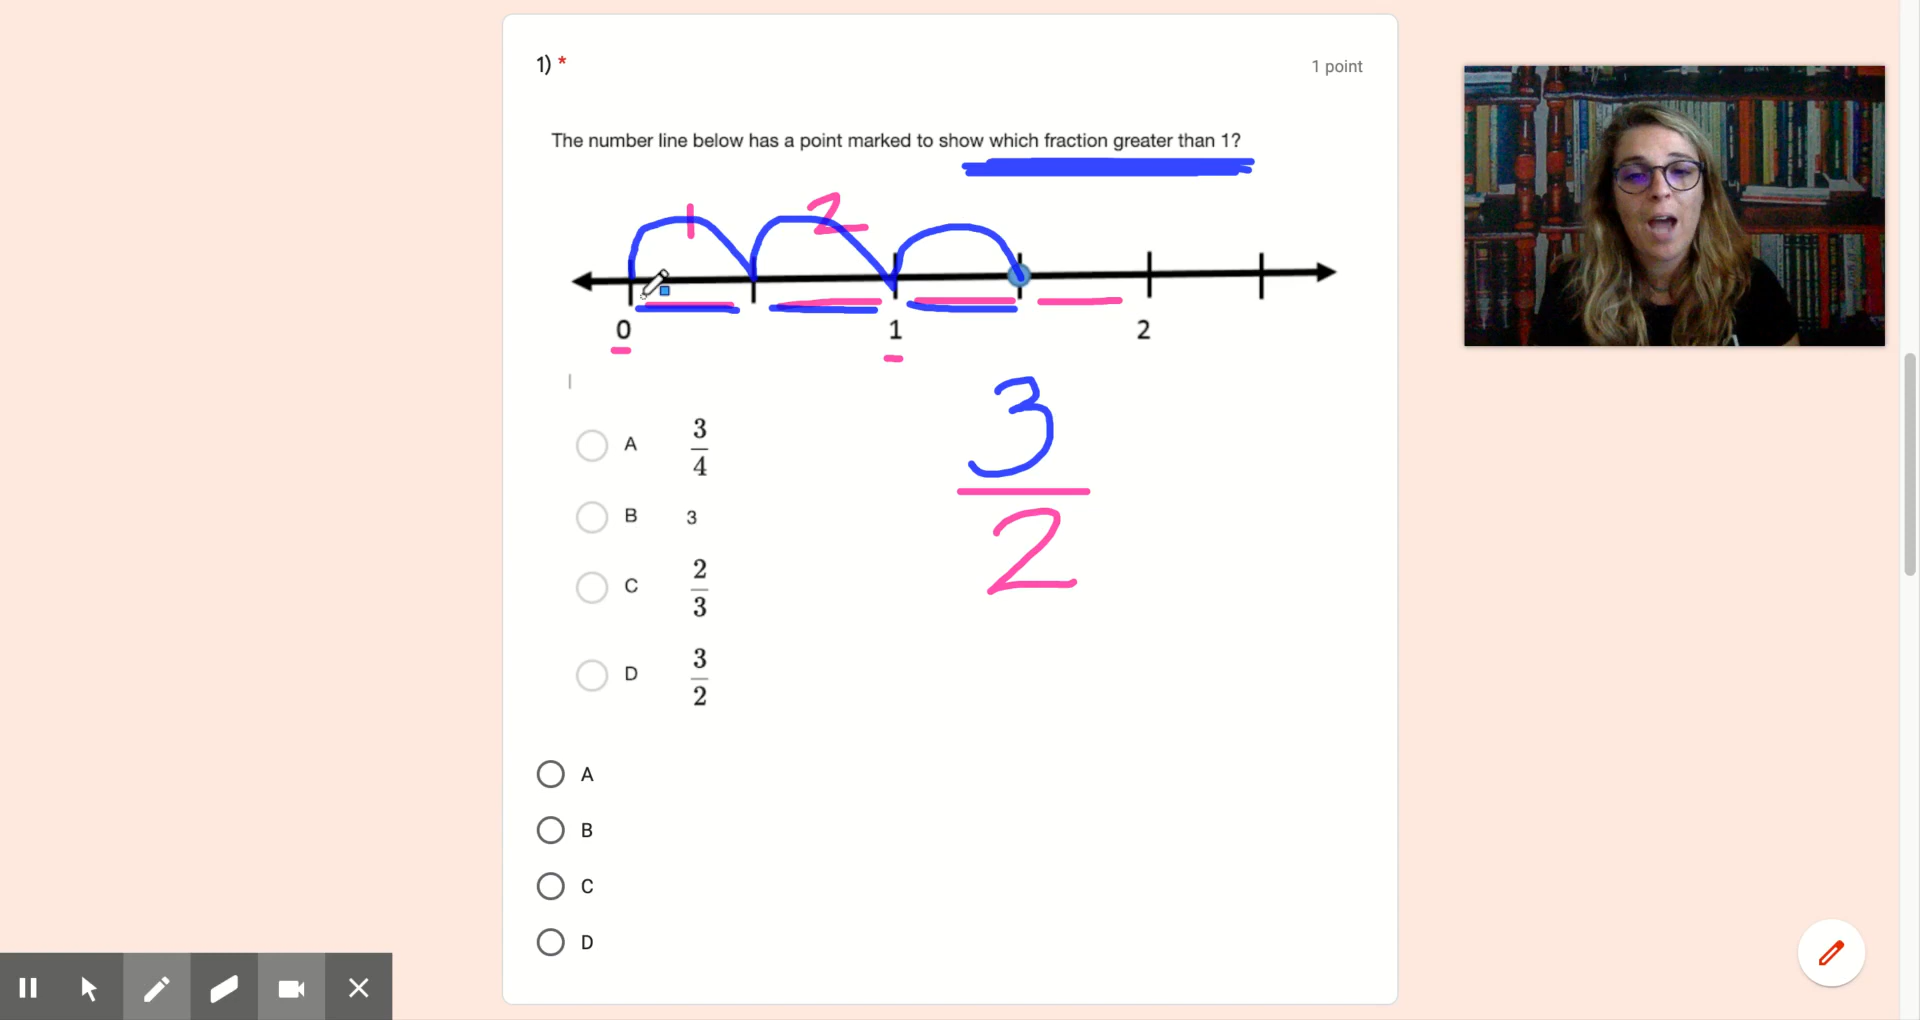 1) *
1 point
The number line below has a point marked to show which fraction greater than 1?
1 2
0 1 2
A 3/4
B 3
C 2/3
D 3/2
3
2
A
B
C
D